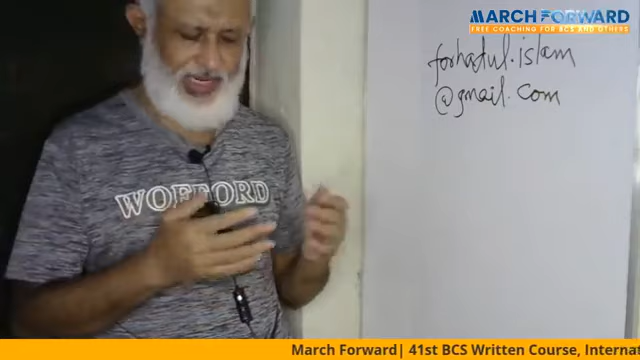 MARCH FORWARD
FREE COACHING FOR BCS AND OTHERS
forhadul.islam
@gmail.com
WOFFORD
March Forward| 41st BCS Written Course, Internat